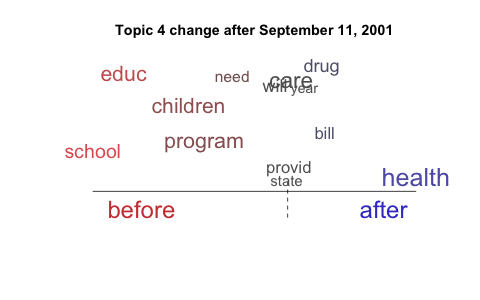 Topic 4 change after September 11, 2001
drug
educ
need
care
will
year
children
bill
program
school
provid
health
state
before
after